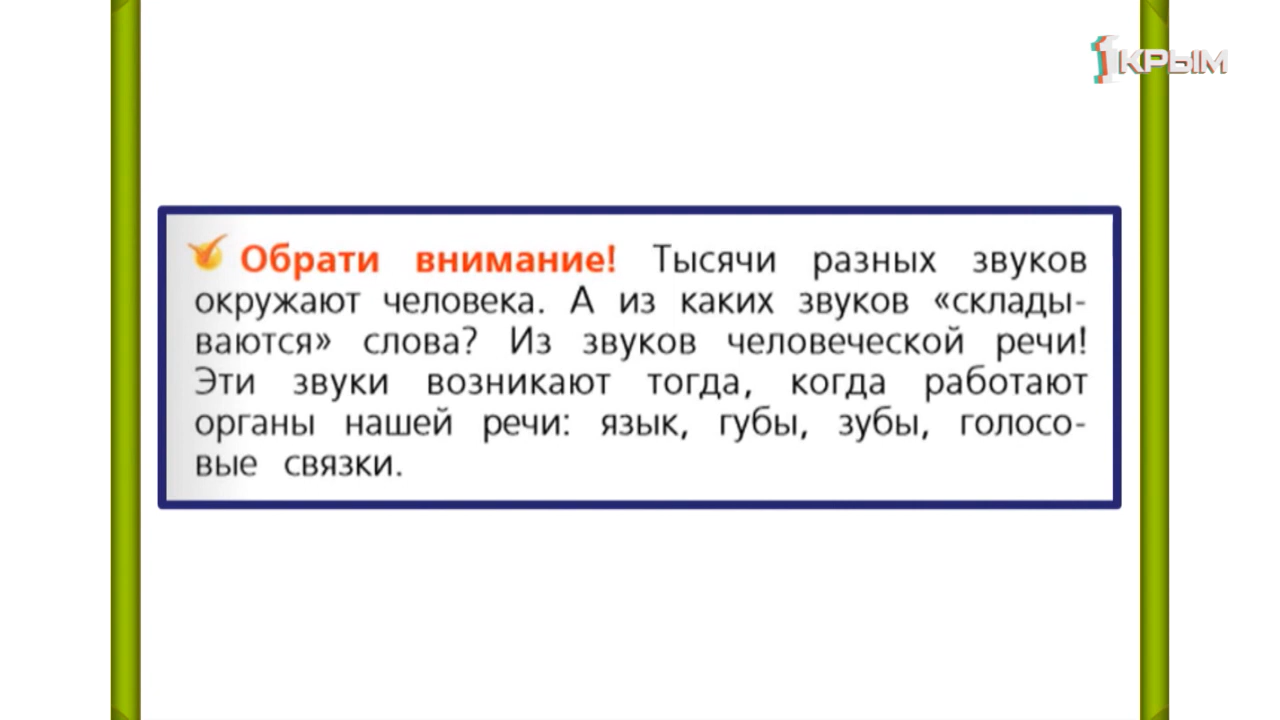 1КРЫМ
Обрати внимание! Тысячи разных звуков
окружают человека. А из каких звуков «склады-
ваются» слова? Из звуков человеческой речи!
Эти звуки возникают тогда, когда работают
органы нашей речи: язык, губы, зубы, голосо-
вые связки.